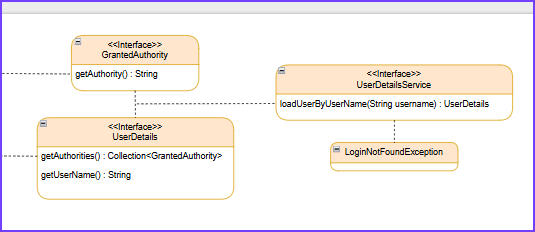 <<Interface>>
GrantedAuthority
getAuthority() : String
<<Interface>>
UserDetailsService
loadUserByUserName(String username) : UserDetails
<<Interface>>
UserDetails
getAuthorities() : Collection<GrantedAuthority>
getUserName() : String
LoginNotFoundException